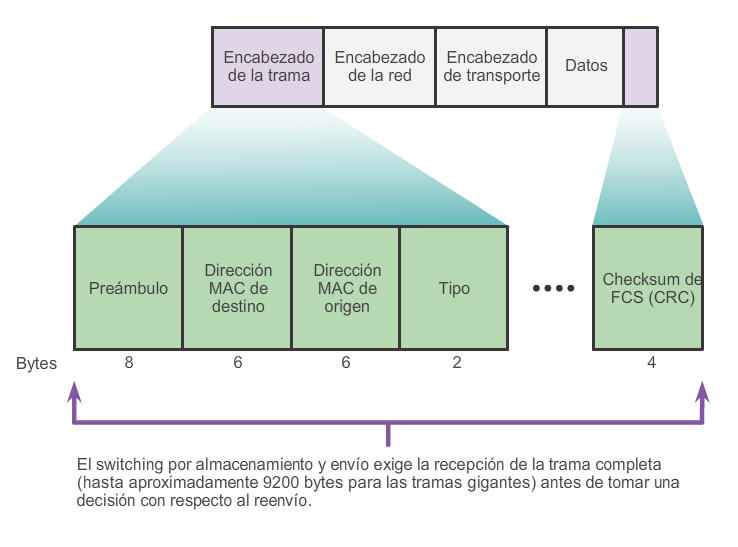 Encabezado
de la trama
Encabezado
de la red
Encabezado
de transporte
Datos
Preámbulo
Dirección
MAC de
destino
Dirección
MAC de
origen
Tipo
Checksum de
FCS (CRC)
Bytes 8 6 6 2 4
El switching por almacenamiento y envío exige la recepción de la trama completa
(hasta aproximadamente 9200 bytes para las tramas gigantes) antes de tomar una
decisión con respecto al reenvío.